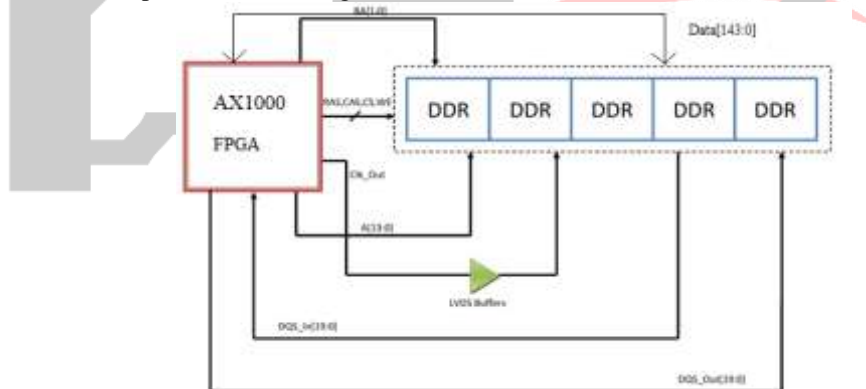 BA[1:0]
Data[143:0]
AX1000
FPGA
RAS,CAS,CS,WE
DDR DDR DDR DDR DDR
Clk_Out
A[13:0]
LVDS Buffers
DQS_In[19:0]
DQS_Out[19:0]